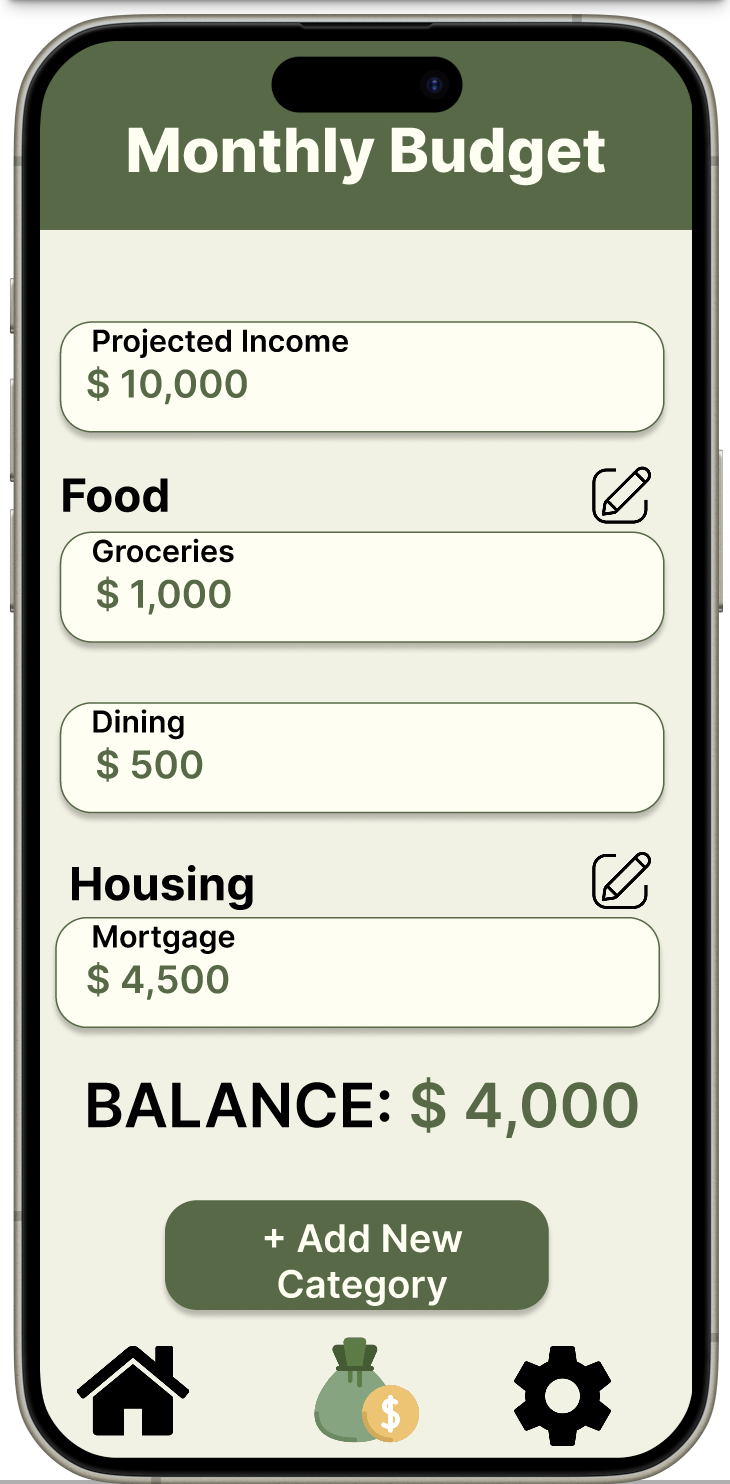 Monthly Budget
Projected Income
$ 10,000
Food
Groceries
$ 1,000
Dining
$ 500
Housing
Mortgage
$ 4,500
BALANCE: $ 4,000
+ Add New
Category
$